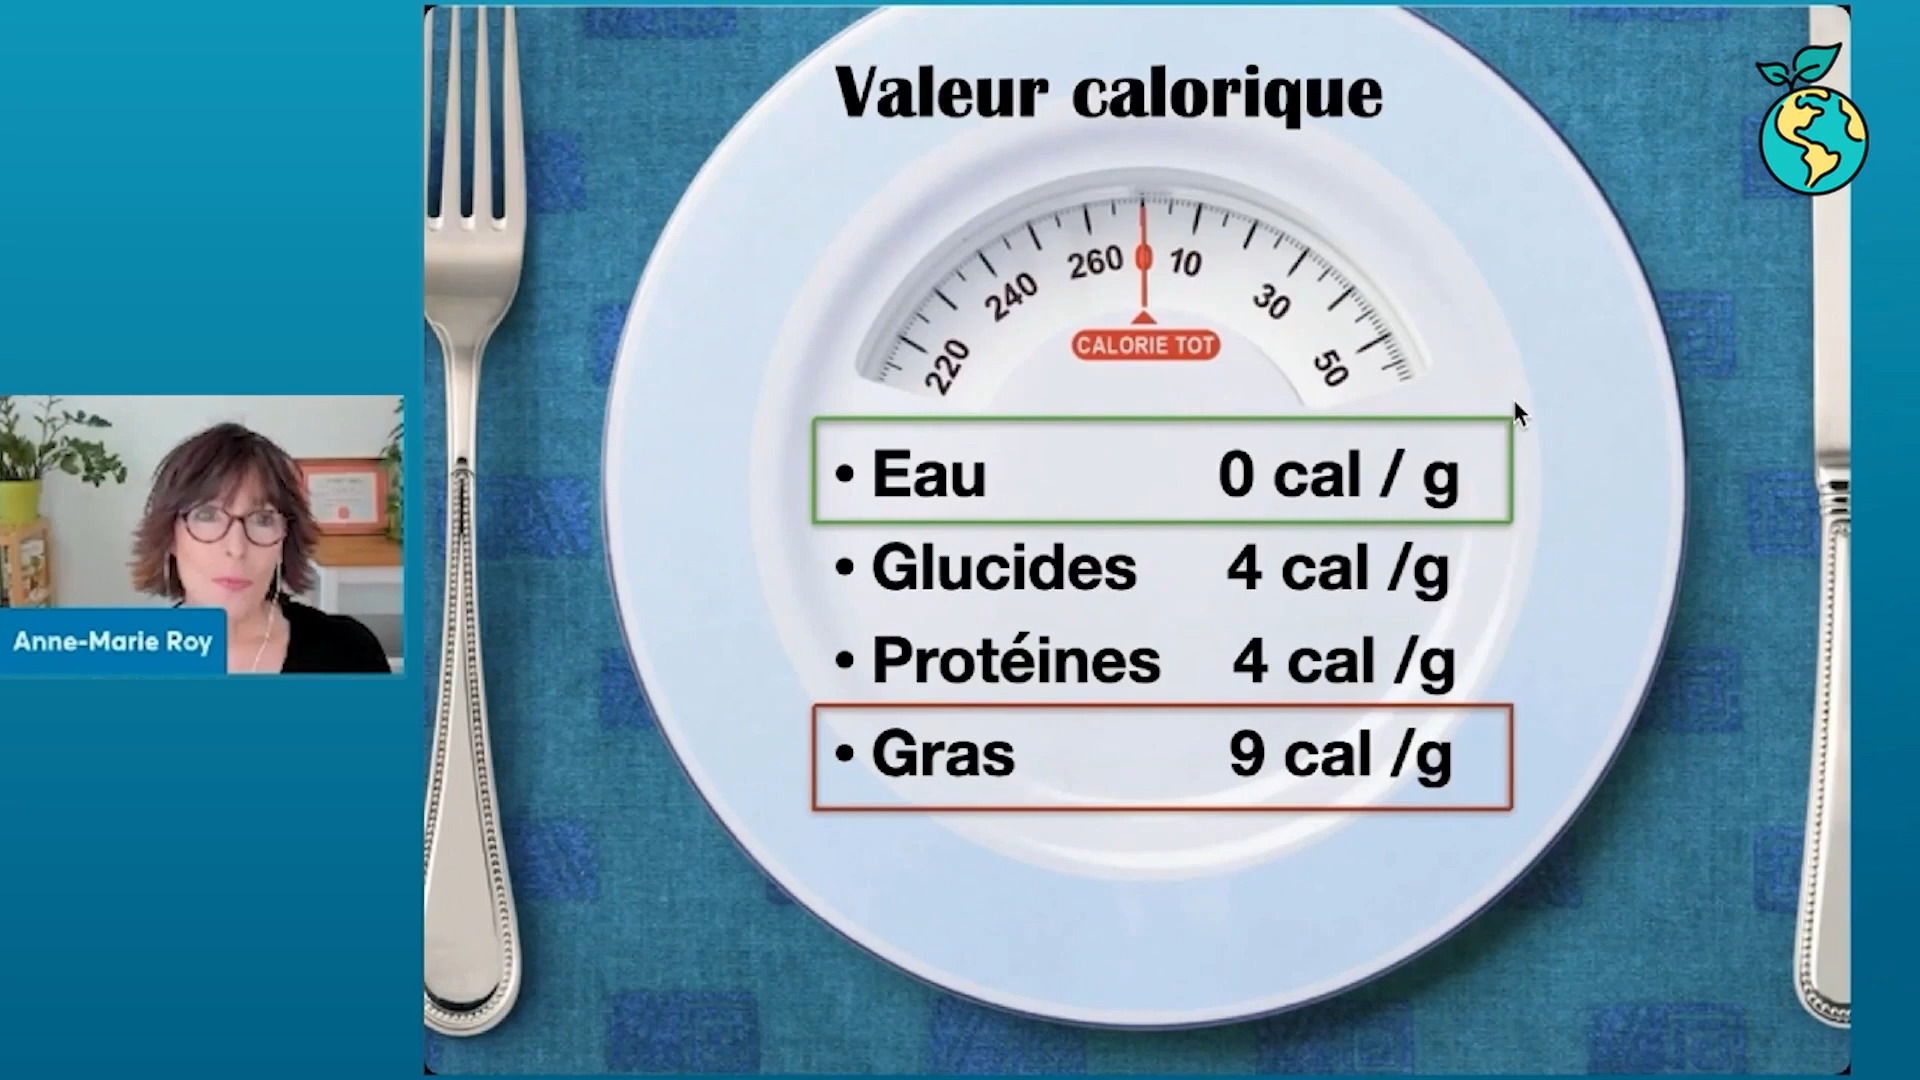 Valeur calorique
220 240 260 0 10 30 50
CALORIE TOT
• Eau 0 cal / g
• Glucides 4 cal /g
• Protéines 4 cal /g
• Gras 9 cal /g
Anne-Marie Roy